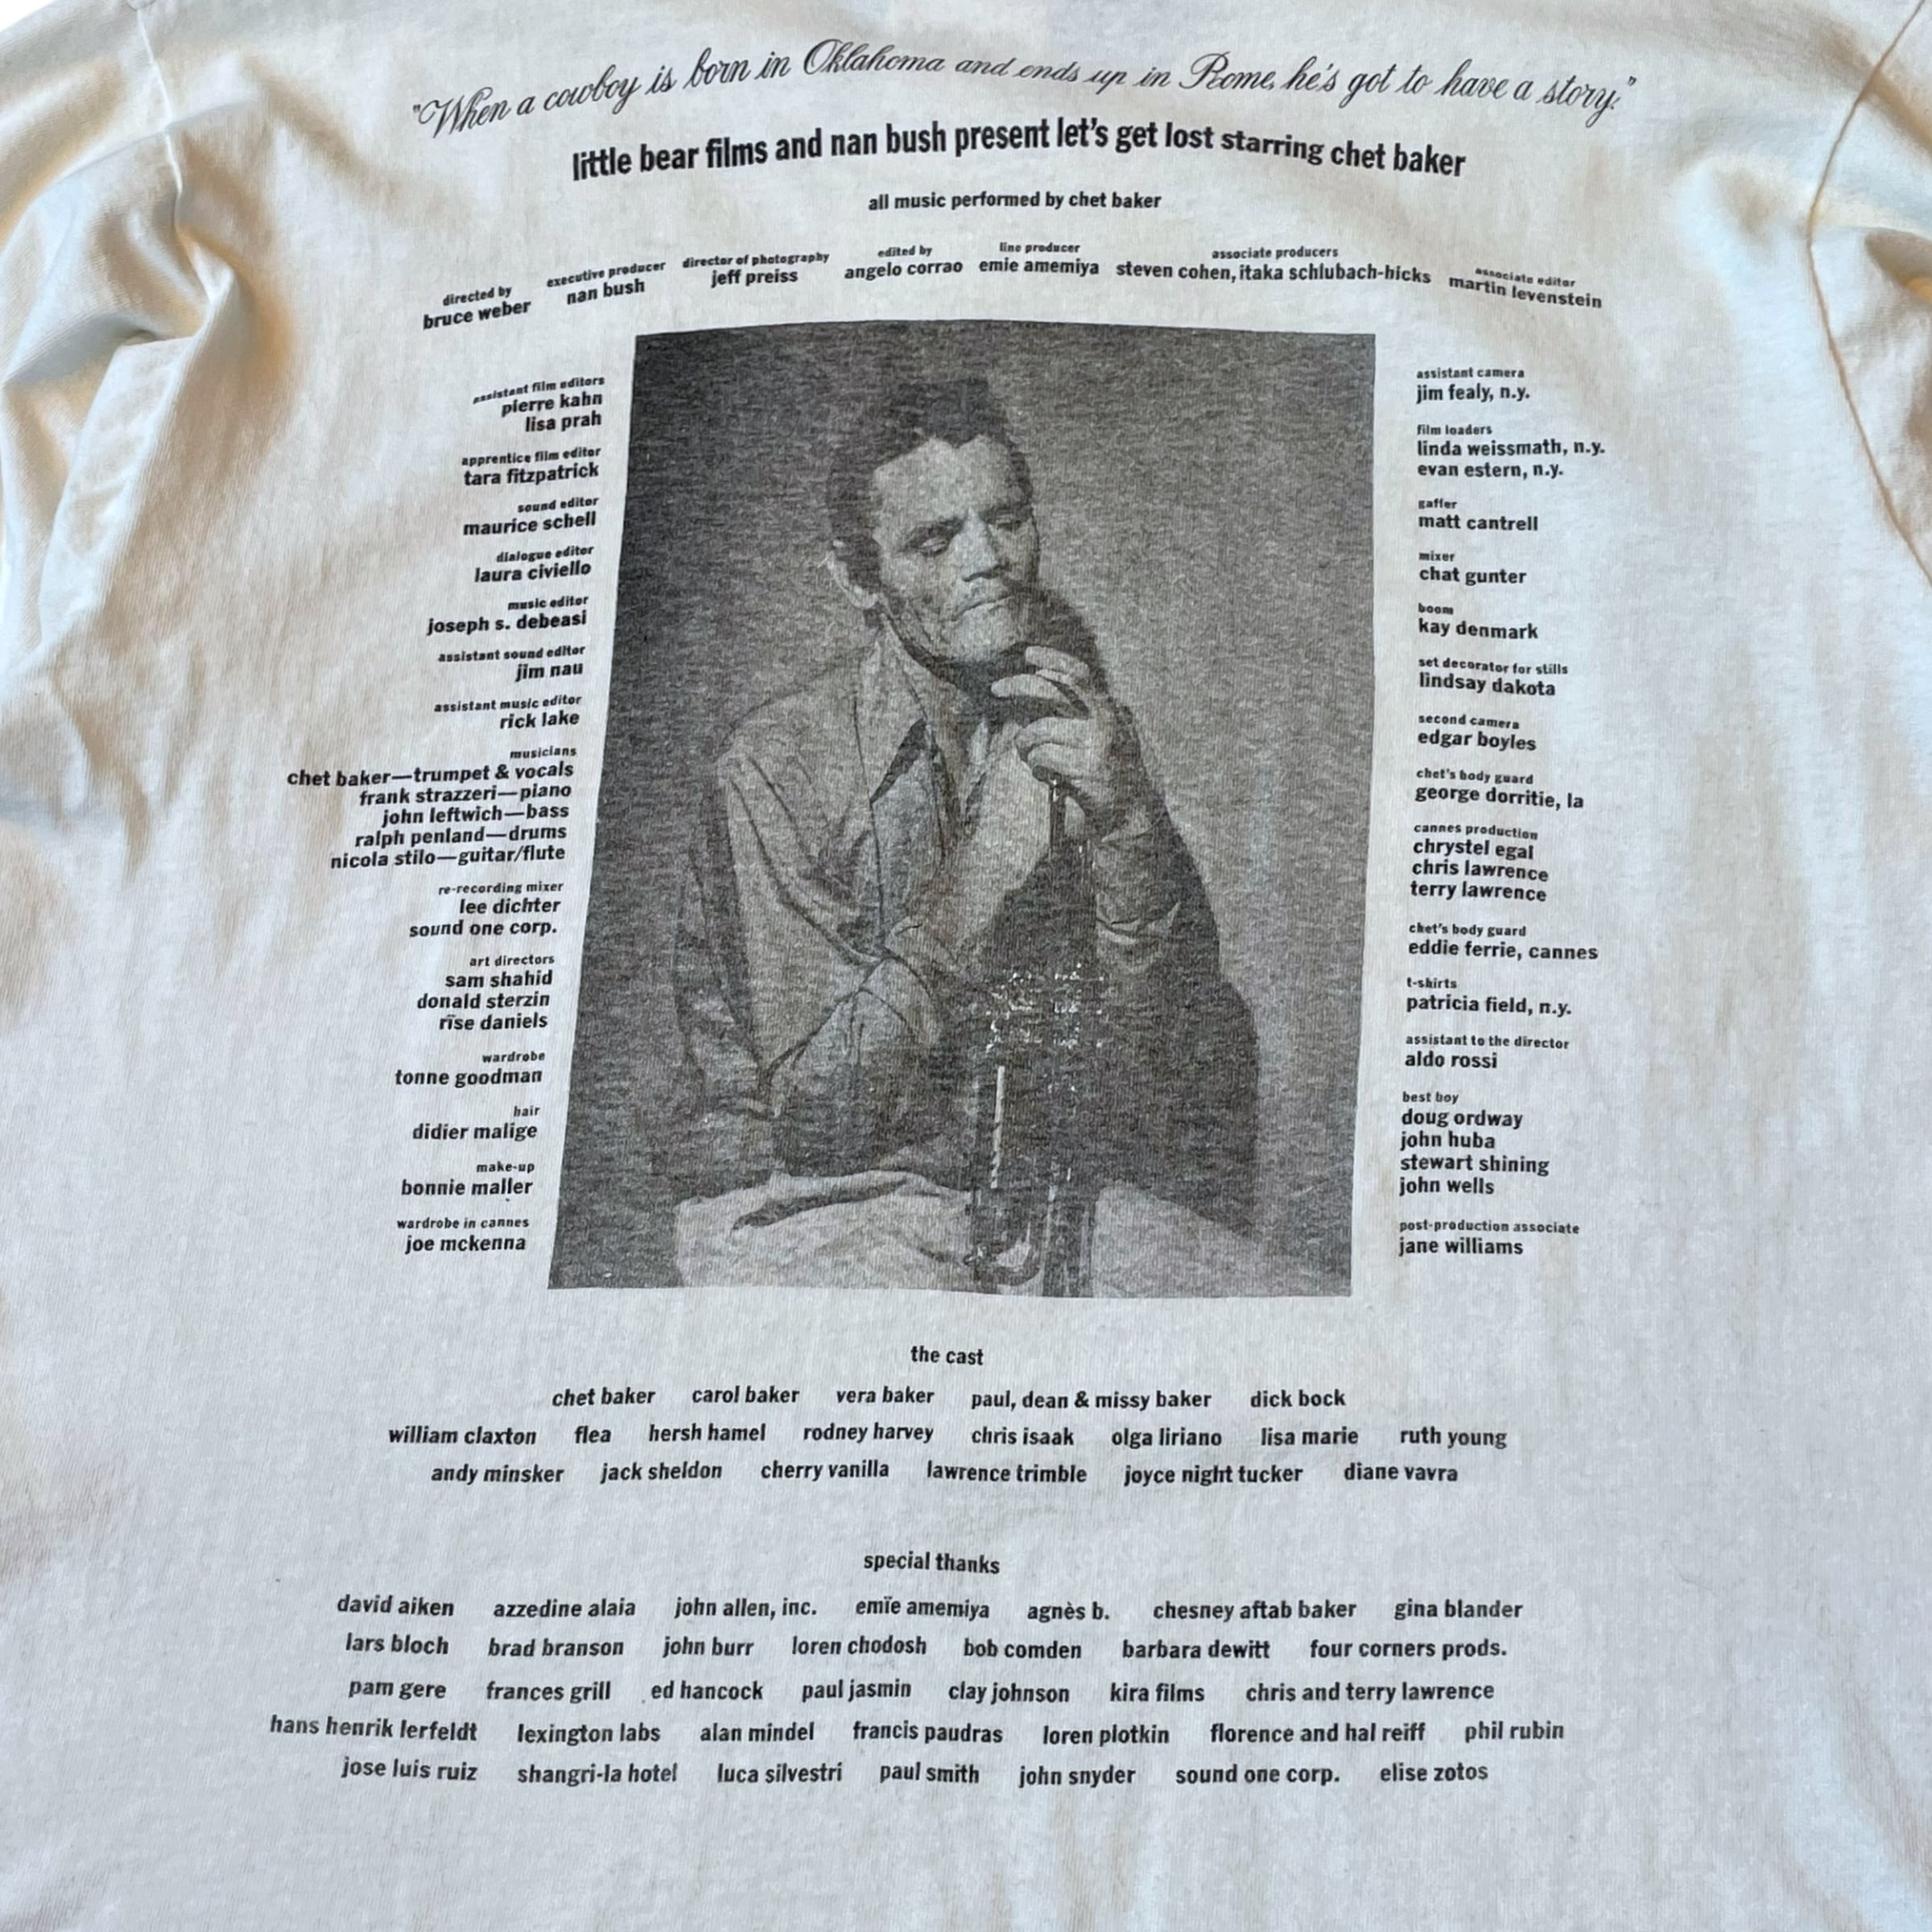 "When a cowboy is born in Oklahoma and ends up in Rome, he's got to have a story."
little bear films and nan bush present let's get lost starring chet baker
all music performed by chet baker
directed by
bruce weber
executive producer
nan bush
director of photography
jeff preiss
edited by
angelo corrao
line producer
emie amemiya
associate producers
steven cohen, itaka schlubach-hicks
associate editor
martin levenstein
assistant film editors
pierre kahn
lisa prah
apprentice film editor
tara fitzpatrick
sound editor
maurice schell
dialogue editor
laura civiello
music editor
joseph s. debeasi
assistant sound editor
jim nau
assistant music editor
rick lake
musicians
chet baker—trumpet & vocals
frank strazzeri—piano
john leftwich—bass
ralph penland—drums
nicola stilo—guitar/flute
re-recording mixer
lee dichter
sound one corp.
art directors
sam shahid
donald sterzin
rïse daniels
wardrobe
tonne goodman
hair
didier malige
make-up
bonnie maller
wardrobe in cannes
joe mckenna
assistant camera
jim fealy, n.y.
film loaders
linda weissmath, n.y.
evan estern, n.y.
gaffer
matt cantrell
mixer
chat gunter
boom
kay denmark
set decorator for stills
lindsay dakota
second camera
edgar boyles
chet's body guard
george dorritie, la
cannes production
chrystel egal
chris lawrence
terry lawrence
chet's body guard
eddie ferrie, cannes
t-shirts
patricia field, n.y.
assistant to the director
aldo rossi
best boy
doug ordway
john huba
stewart shining
john wells
post-production associate
jane williams
the cast
chet baker carol baker vera baker paul, dean & missy baker dick bock
william claxton flea hersh hamel rodney harvey chris isaak olga liriano lisa marie ruth young
andy minsker jack sheldon cherry vanilla lawrence trimble joyce night tucker diane vavra
special thanks
david aiken azzedine alaia john allen, inc. emïe amemiya agnès b. chesney aftab baker gina blander
lars bloch brad branson john burr loren chodosh bob comden barbara dewitt four corners prods.
pam gere frances grill ed hancock paul jasmin clay johnson kira films chris and terry lawrence
hans henrik lerfeldt lexington labs alan mindel francis paudras loren plotkin florence and hal reiff phil rubin
jose luis ruiz shangri-la hotel luca silvestri paul smith john snyder sound one corp. elise zotos